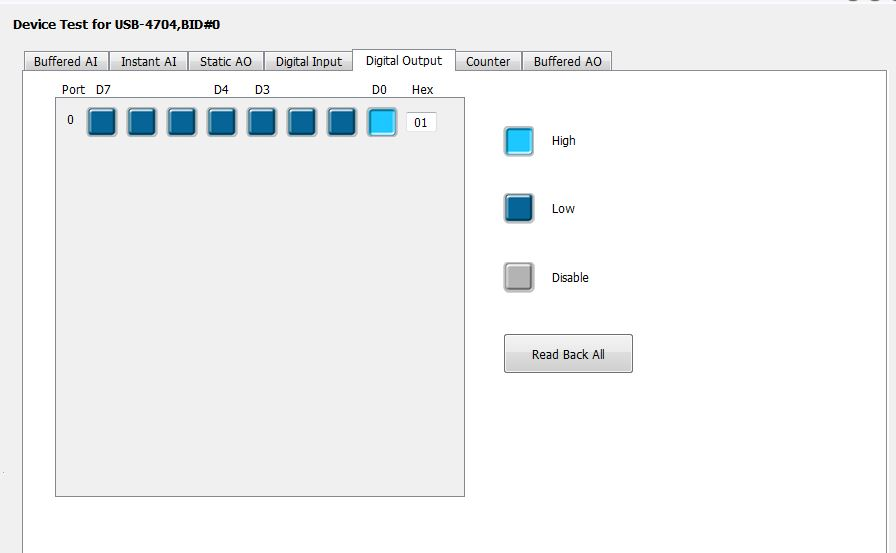 Device Test for USB-4704,BID#0
Buffered AI Instant AI Static AO Digital Input Digital Output Counter Buffered AO
Port D7 D4 D3 D0 Hex
0 01
High
Low
Disable
Read Back All